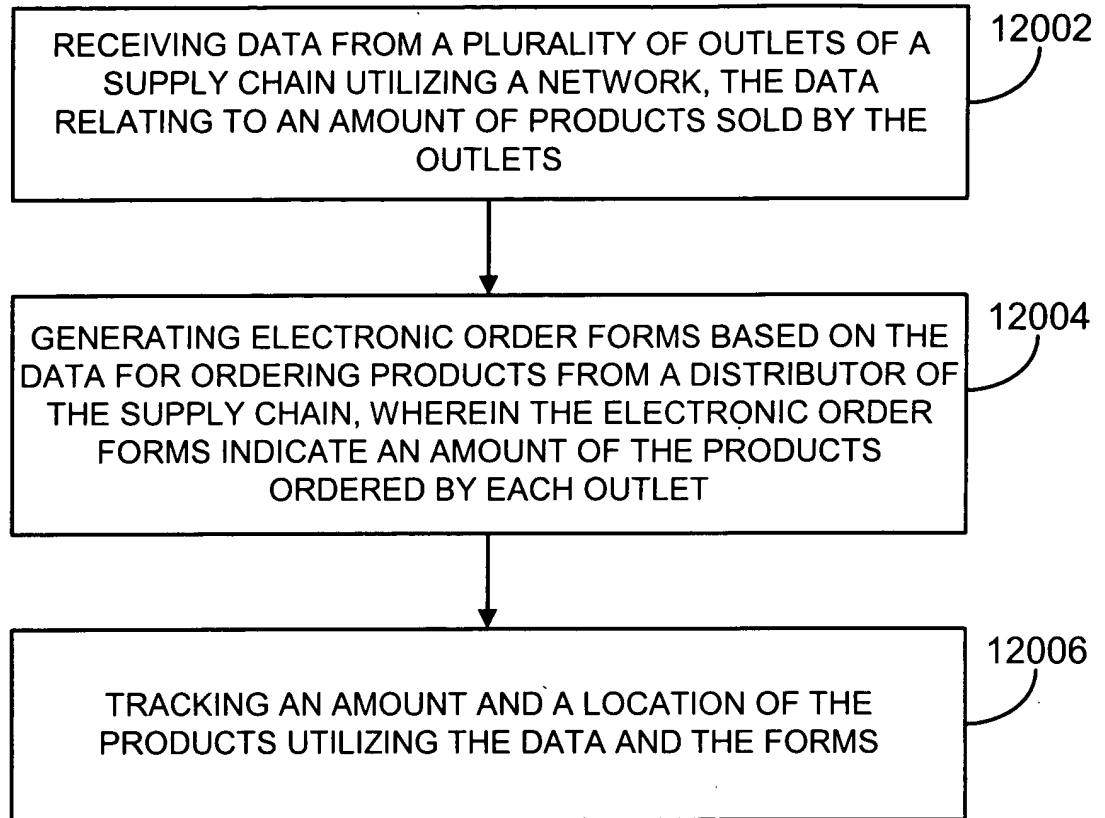 RECEIVING DATA FROM A PLURALITY OF OUTLETS OF A
SUPPLY CHAIN UTILIZING A NETWORK, THE DATA
RELATING TO AN AMOUNT OF PRODUCTS SOLD BY THE
OUTLETS
12002
GENERATING ELECTRONIC ORDER FORMS BASED ON THE
DATA FOR ORDERING PRODUCTS FROM A DISTRIBUTOR OF
THE SUPPLY CHAIN, WHEREIN THE ELECTRONIC ORDER
FORMS INDICATE AN AMOUNT OF THE PRODUCTS
ORDERED BY EACH OUTLET
12004
TRACKING AN AMOUNT AND A LOCATION OF THE
PRODUCTS UTILIZING THE DATA AND THE FORMS
12006